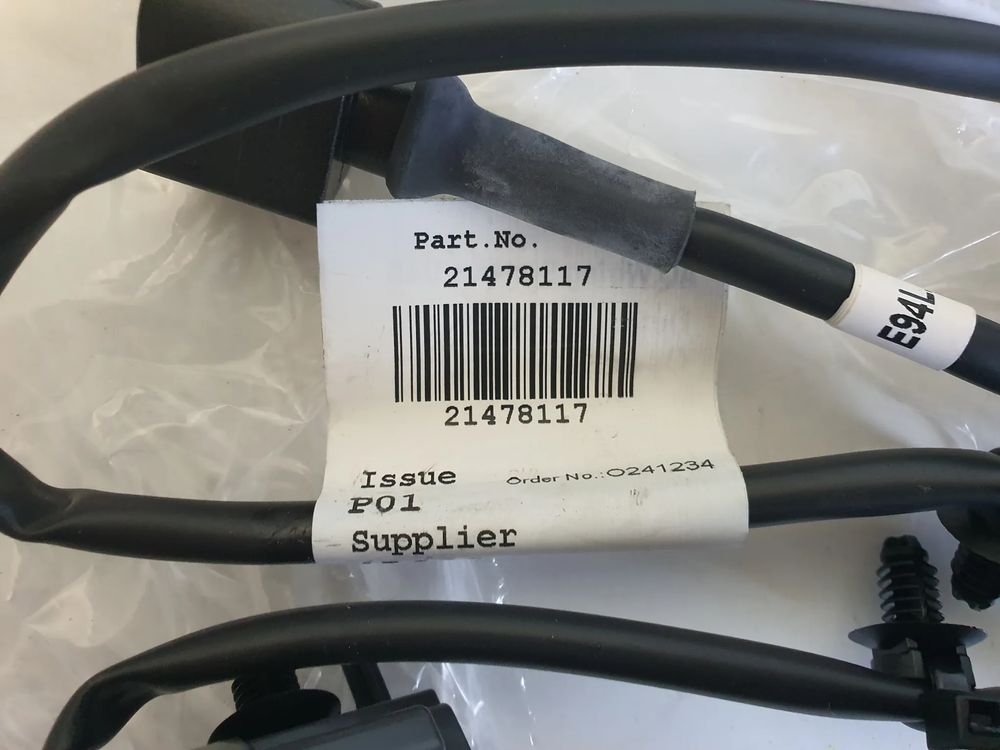 Part.No.
21478117
21478117
Issue
Order No.:O241234
P01
Supplier
E94L